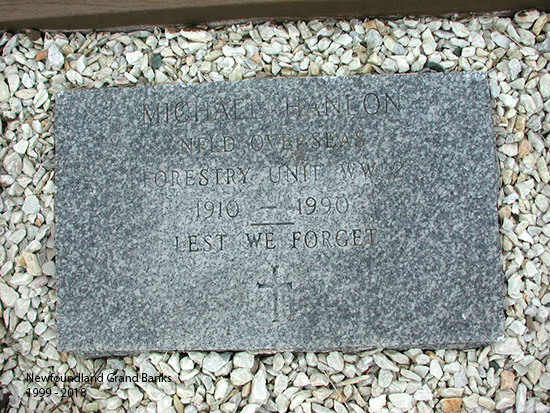 MICHAEL HANLON
NFLD OVERSEAS
FORESTRY UNIT WW 2
1910 - 1990
LEST WE FORGET
Newfoundland Grand Banks
1999 - 2018